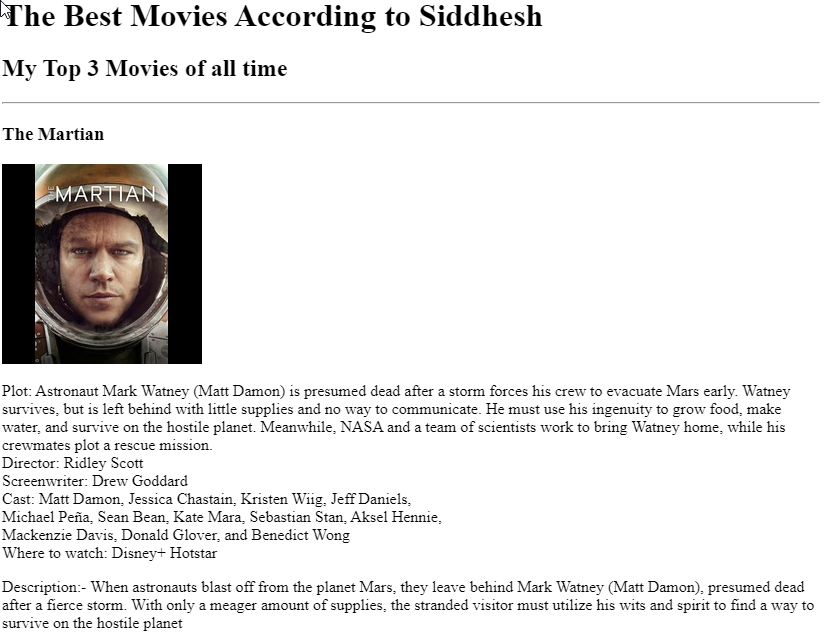 The Best Movies According to Siddhesh
My Top 3 Movies of all time
The Martian
THE MARTIAN
Plot: Astronaut Mark Watney (Matt Damon) is presumed dead after a storm forces his crew to evacuate Mars early. Watney
survives, but is left behind with little supplies and no way to communicate. He must use his ingenuity to grow food, make
water, and survive on the hostile planet. Meanwhile, NASA and a team of scientists work to bring Watney home, while his
crewmates plot a rescue mission.
Director: Ridley Scott
Screenwriter: Drew Goddard
Cast: Matt Damon, Jessica Chastain, Kristen Wiig, Jeff Daniels,
Michael Peña, Sean Bean, Kate Mara, Sebastian Stan, Aksel Hennie,
Mackenzie Davis, Donald Glover, and Benedict Wong
Where to watch: Disney+ Hotstar
Description:- When astronauts blast off from the planet Mars, they leave behind Mark Watney (Matt Damon), presumed dead
after a fierce storm. With only a meager amount of supplies, the stranded visitor must utilize his wits and spirit to find a way to
survive on the hostile planet